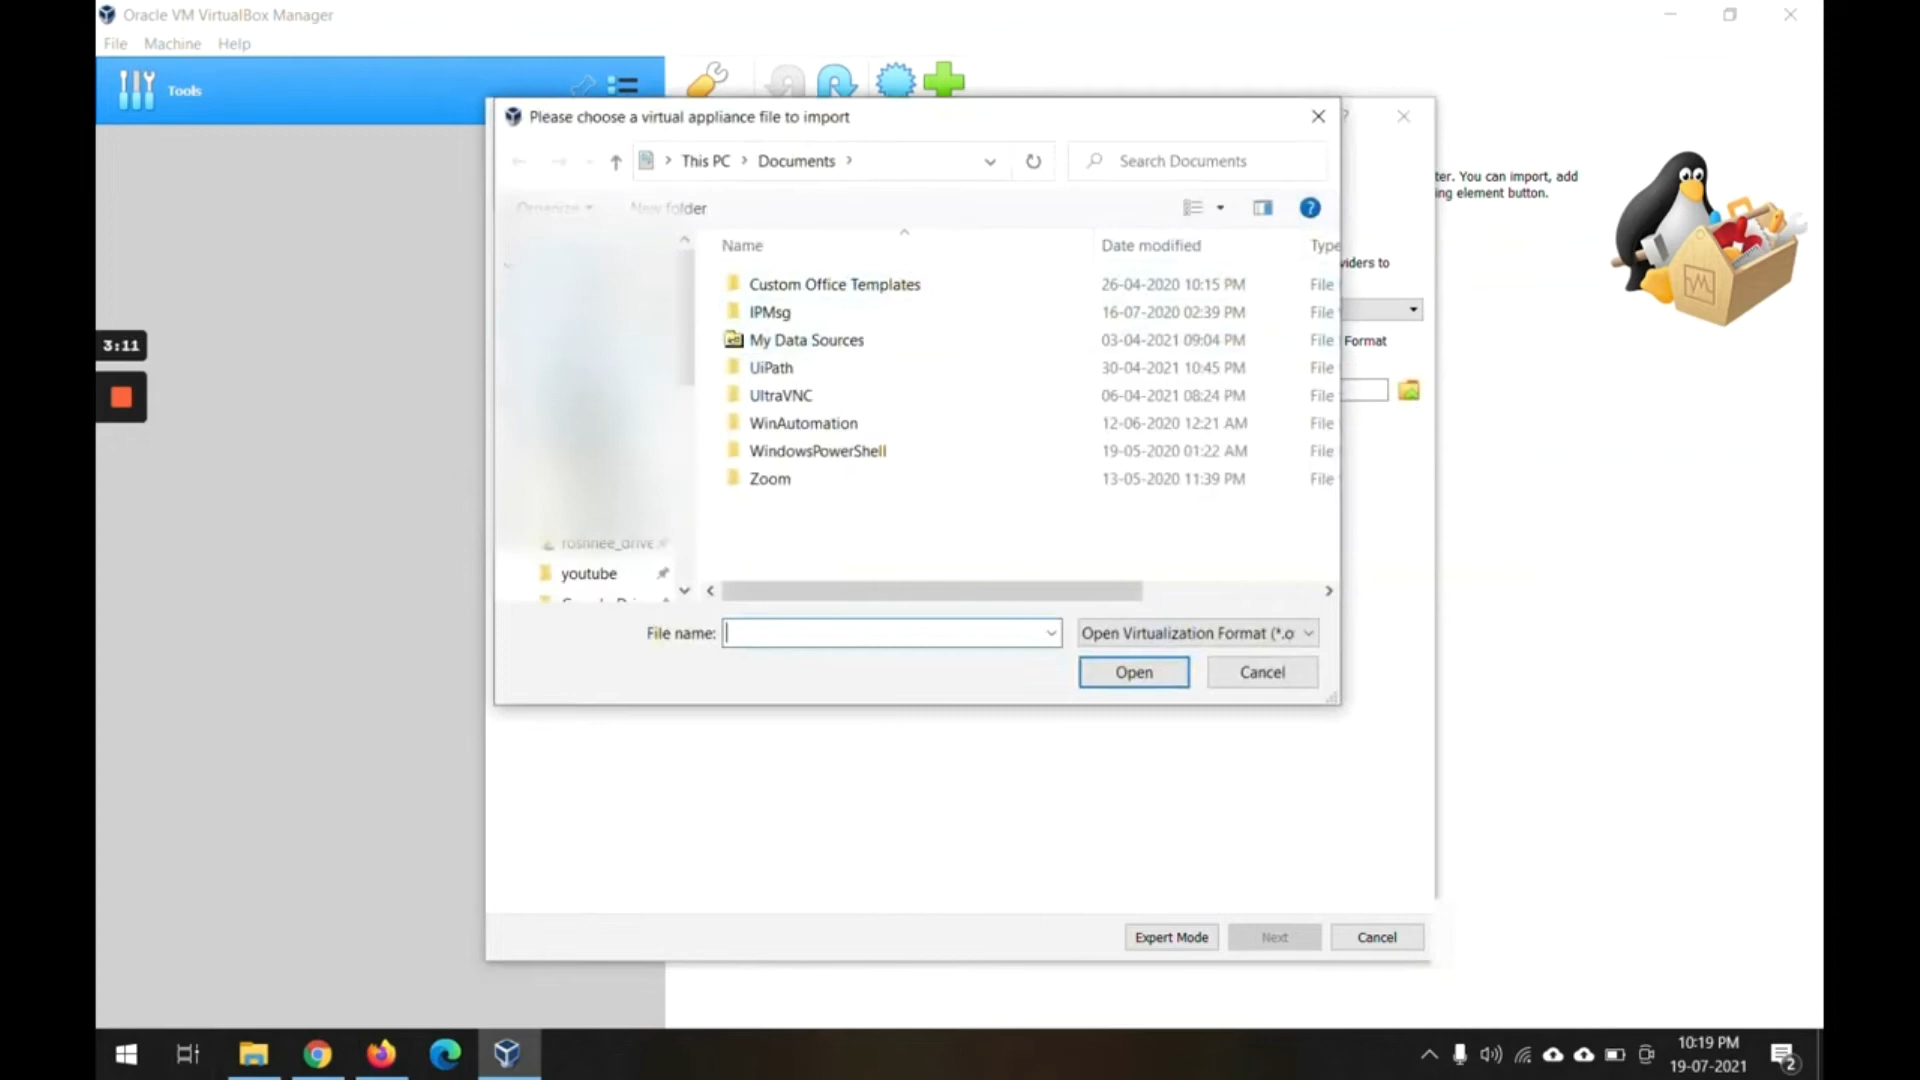 Oracle VM VirtualBox Manager
File Machine Help
Tools
Please choose a virtual appliance file to import
?
This PC > Documents >
Search Documents
ter. You can import, add
ing element button.
Organize
New folder
Name Date modified Type
viders to
Custom Office Templates 26-04-2020 10:15 PM File
IPMsg 16-07-2020 02:39 PM File
My Data Sources 03-04-2021 09:04 PM File
Format
UiPath 30-04-2021 10:45 PM File
UltraVNC 06-04-2021 08:24 PM File
WinAutomation 12-06-2020 12:21 AM File
WindowsPowerShell 19-05-2020 01:22 AM File
Zoom 13-05-2020 11:39 PM File
3:11
roshnee_drive
youtube
File name:
Open Virtualization Format (*.o
Open Cancel
Expert Mode Next Cancel
10:19 PM
19-07-2021
2